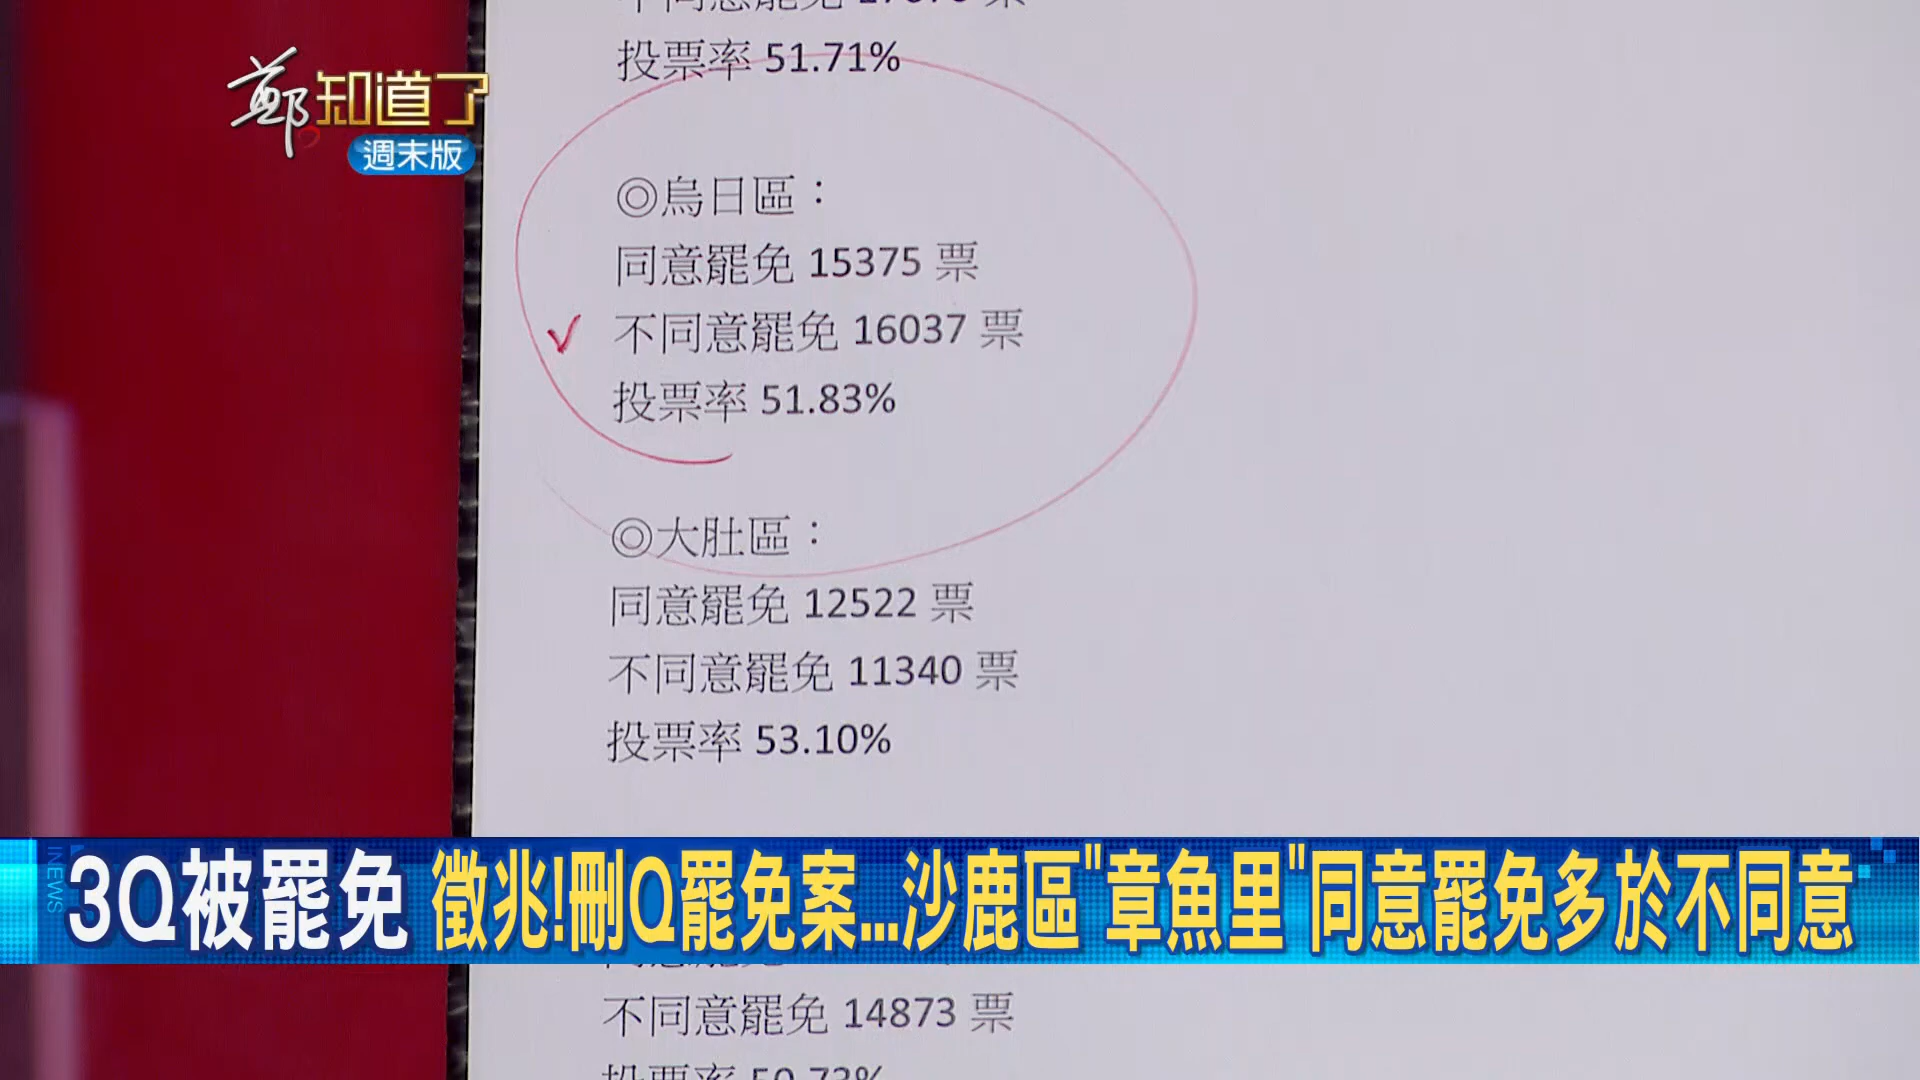 投票率 51.71%
鄭知道了
週末版
◎烏日區：
同意罷免 15375 票
不同意罷免 16037 票
投票率 51.83%
◎大肚區：
同意罷免 12522 票
不同意罷免 11340 票
投票率 53.10%
NEWS
3Q被罷免 徵兆!刪Q罷免案...沙鹿區"章魚里"同意罷免多於不同意
不同意罷免 14873 票